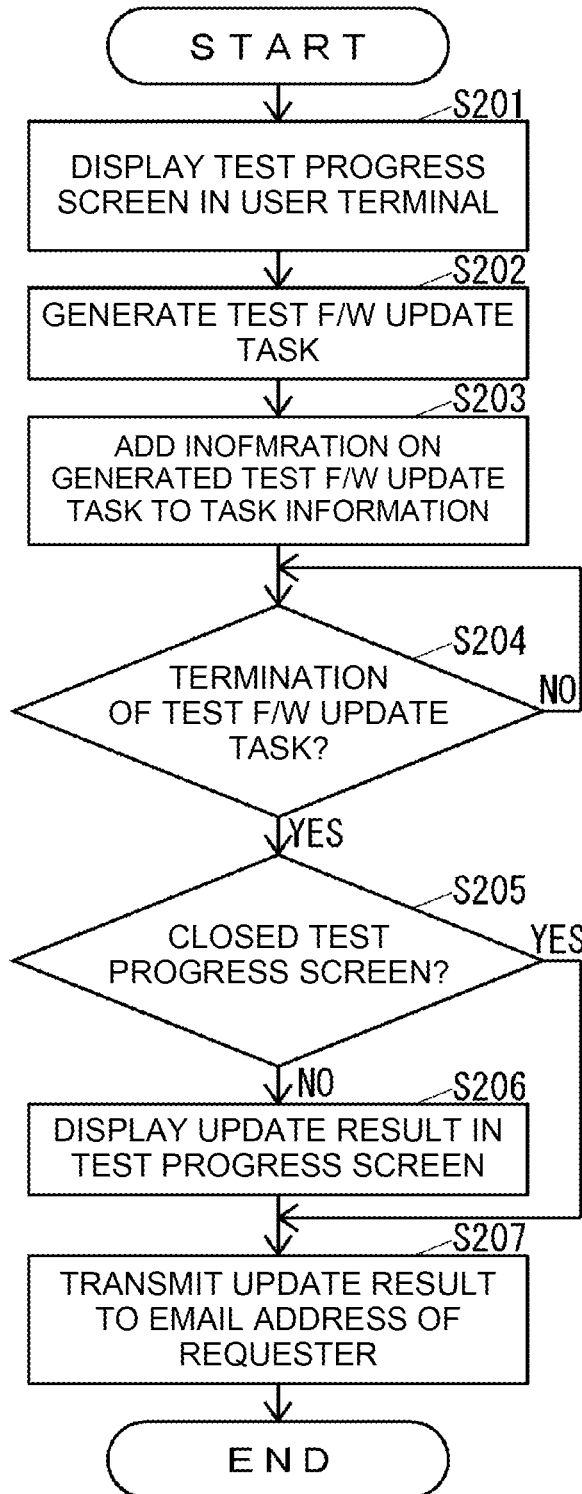 START
S201
DISPLAY TEST PROGRESS
SCREEN IN USER TERMINAL
S202
GENERATE TEST F/W UPDATE
TASK
S203
ADD INOFMRATION ON
GENERATED TEST F/W UPDATE
TASK TO TASK INFORMATION
S204
TERMINATION
OF TEST F/W UPDATE
TASK?
NO
YES
S205
CLOSED TEST
PROGRESS SCREEN?
YES
NO
S206
DISPLAY UPDATE RESULT IN
TEST PROGRESS SCREEN
S207
TRANSMIT UPDATE RESULT
TO EMAIL ADDRESS OF
REQUESTER
END